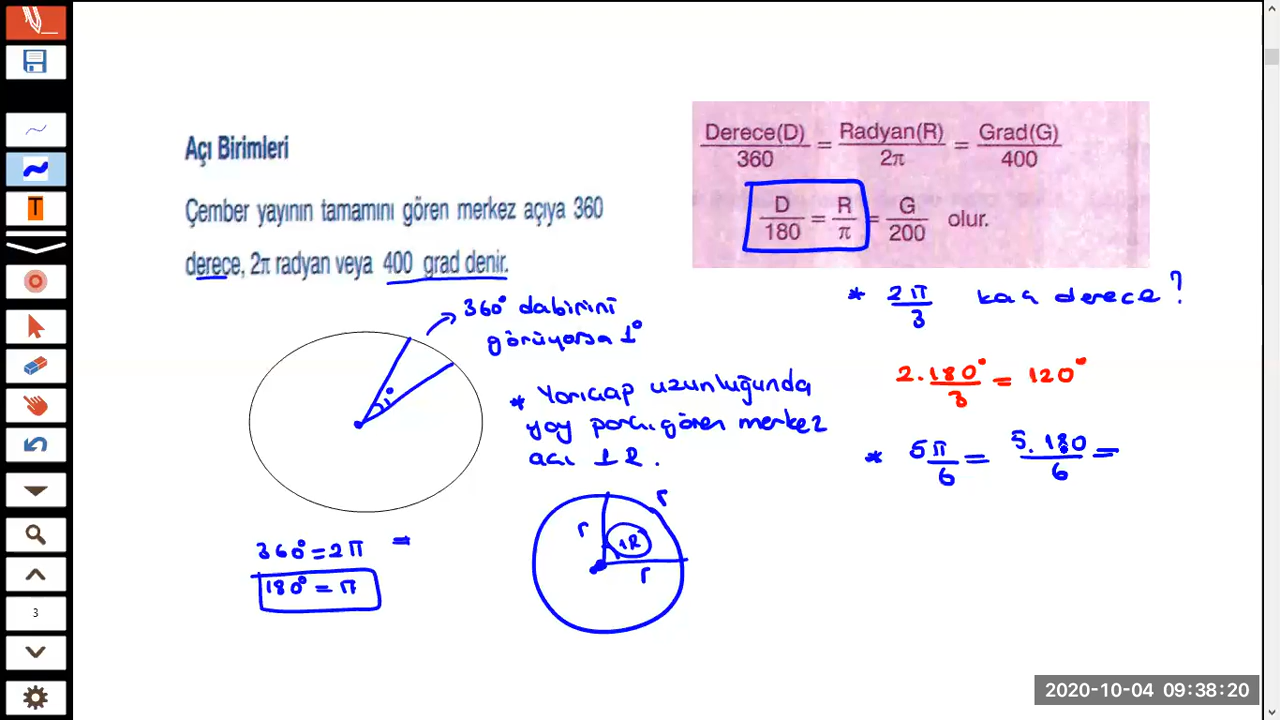 Açı Birimleri
Çember yayının tamamını gören merkez açıya 360
derece, 2π radyan veya 400 grad denir.
Derece(D)/360 = Radyan(R)/2π = Grad(G)/400
D/180 = R/π = G/200 olur.
360° dabirini
görüyorsa 1°
1°
* Yarıçap uzunluğunda
yay parç. gören merkez
açı 1R.
r
r
1R
r
360° = 2π =
180° = π
* 2π/3 kaç derece?
2.180°/3 = 120°
* 5π/6 = 5.180/6 =
T
3
2020-10-04 09:38:20